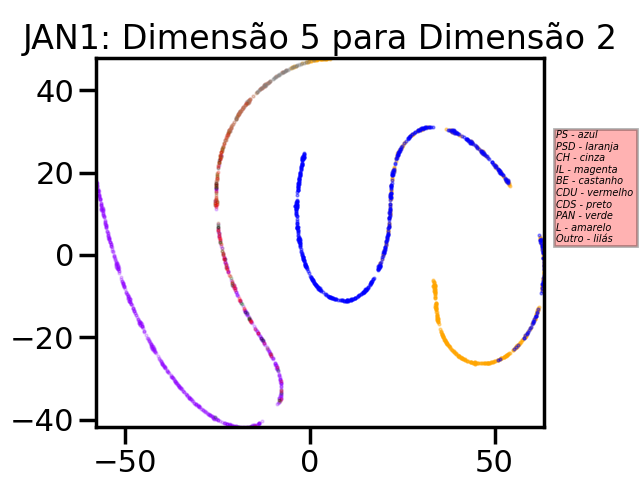 JAN1: Dimensão 5 para Dimensão 2
40
20
0
−20
−40
−50
0
50
PS - azul
PSD - laranja
CH - cinza
IL - magenta
BE - castanho
CDU - vermelho
CDS - preto
PAN - verde
L - amarelo
Outro - lilás